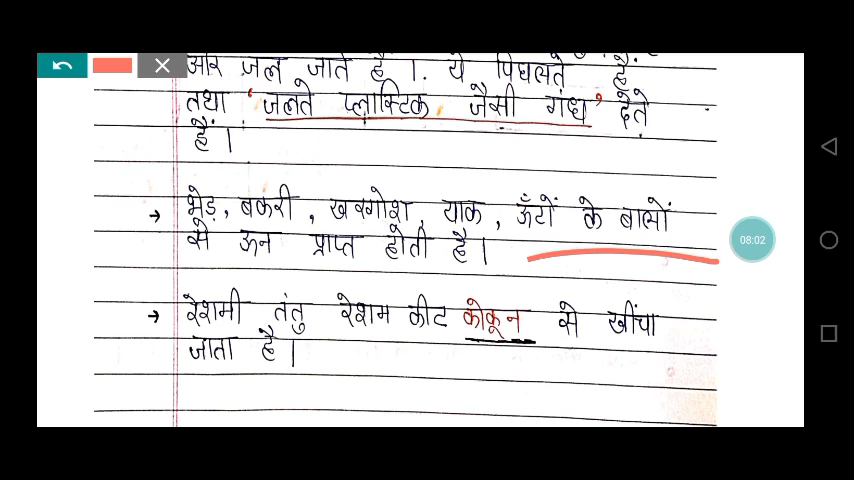 और जल जाते है ।. ये पिघलते है
तथा ‘जलते प्लास्टिक जैसी गंध’ देते
है ।
→ भेड़, बकरी, खरगोश, याक, ऊँटों के बालों
से ऊन प्राप्त होती है ।
08:02
→ रेशमी तंतु रेशम कीट कोकून से खींचा
जाता है ।